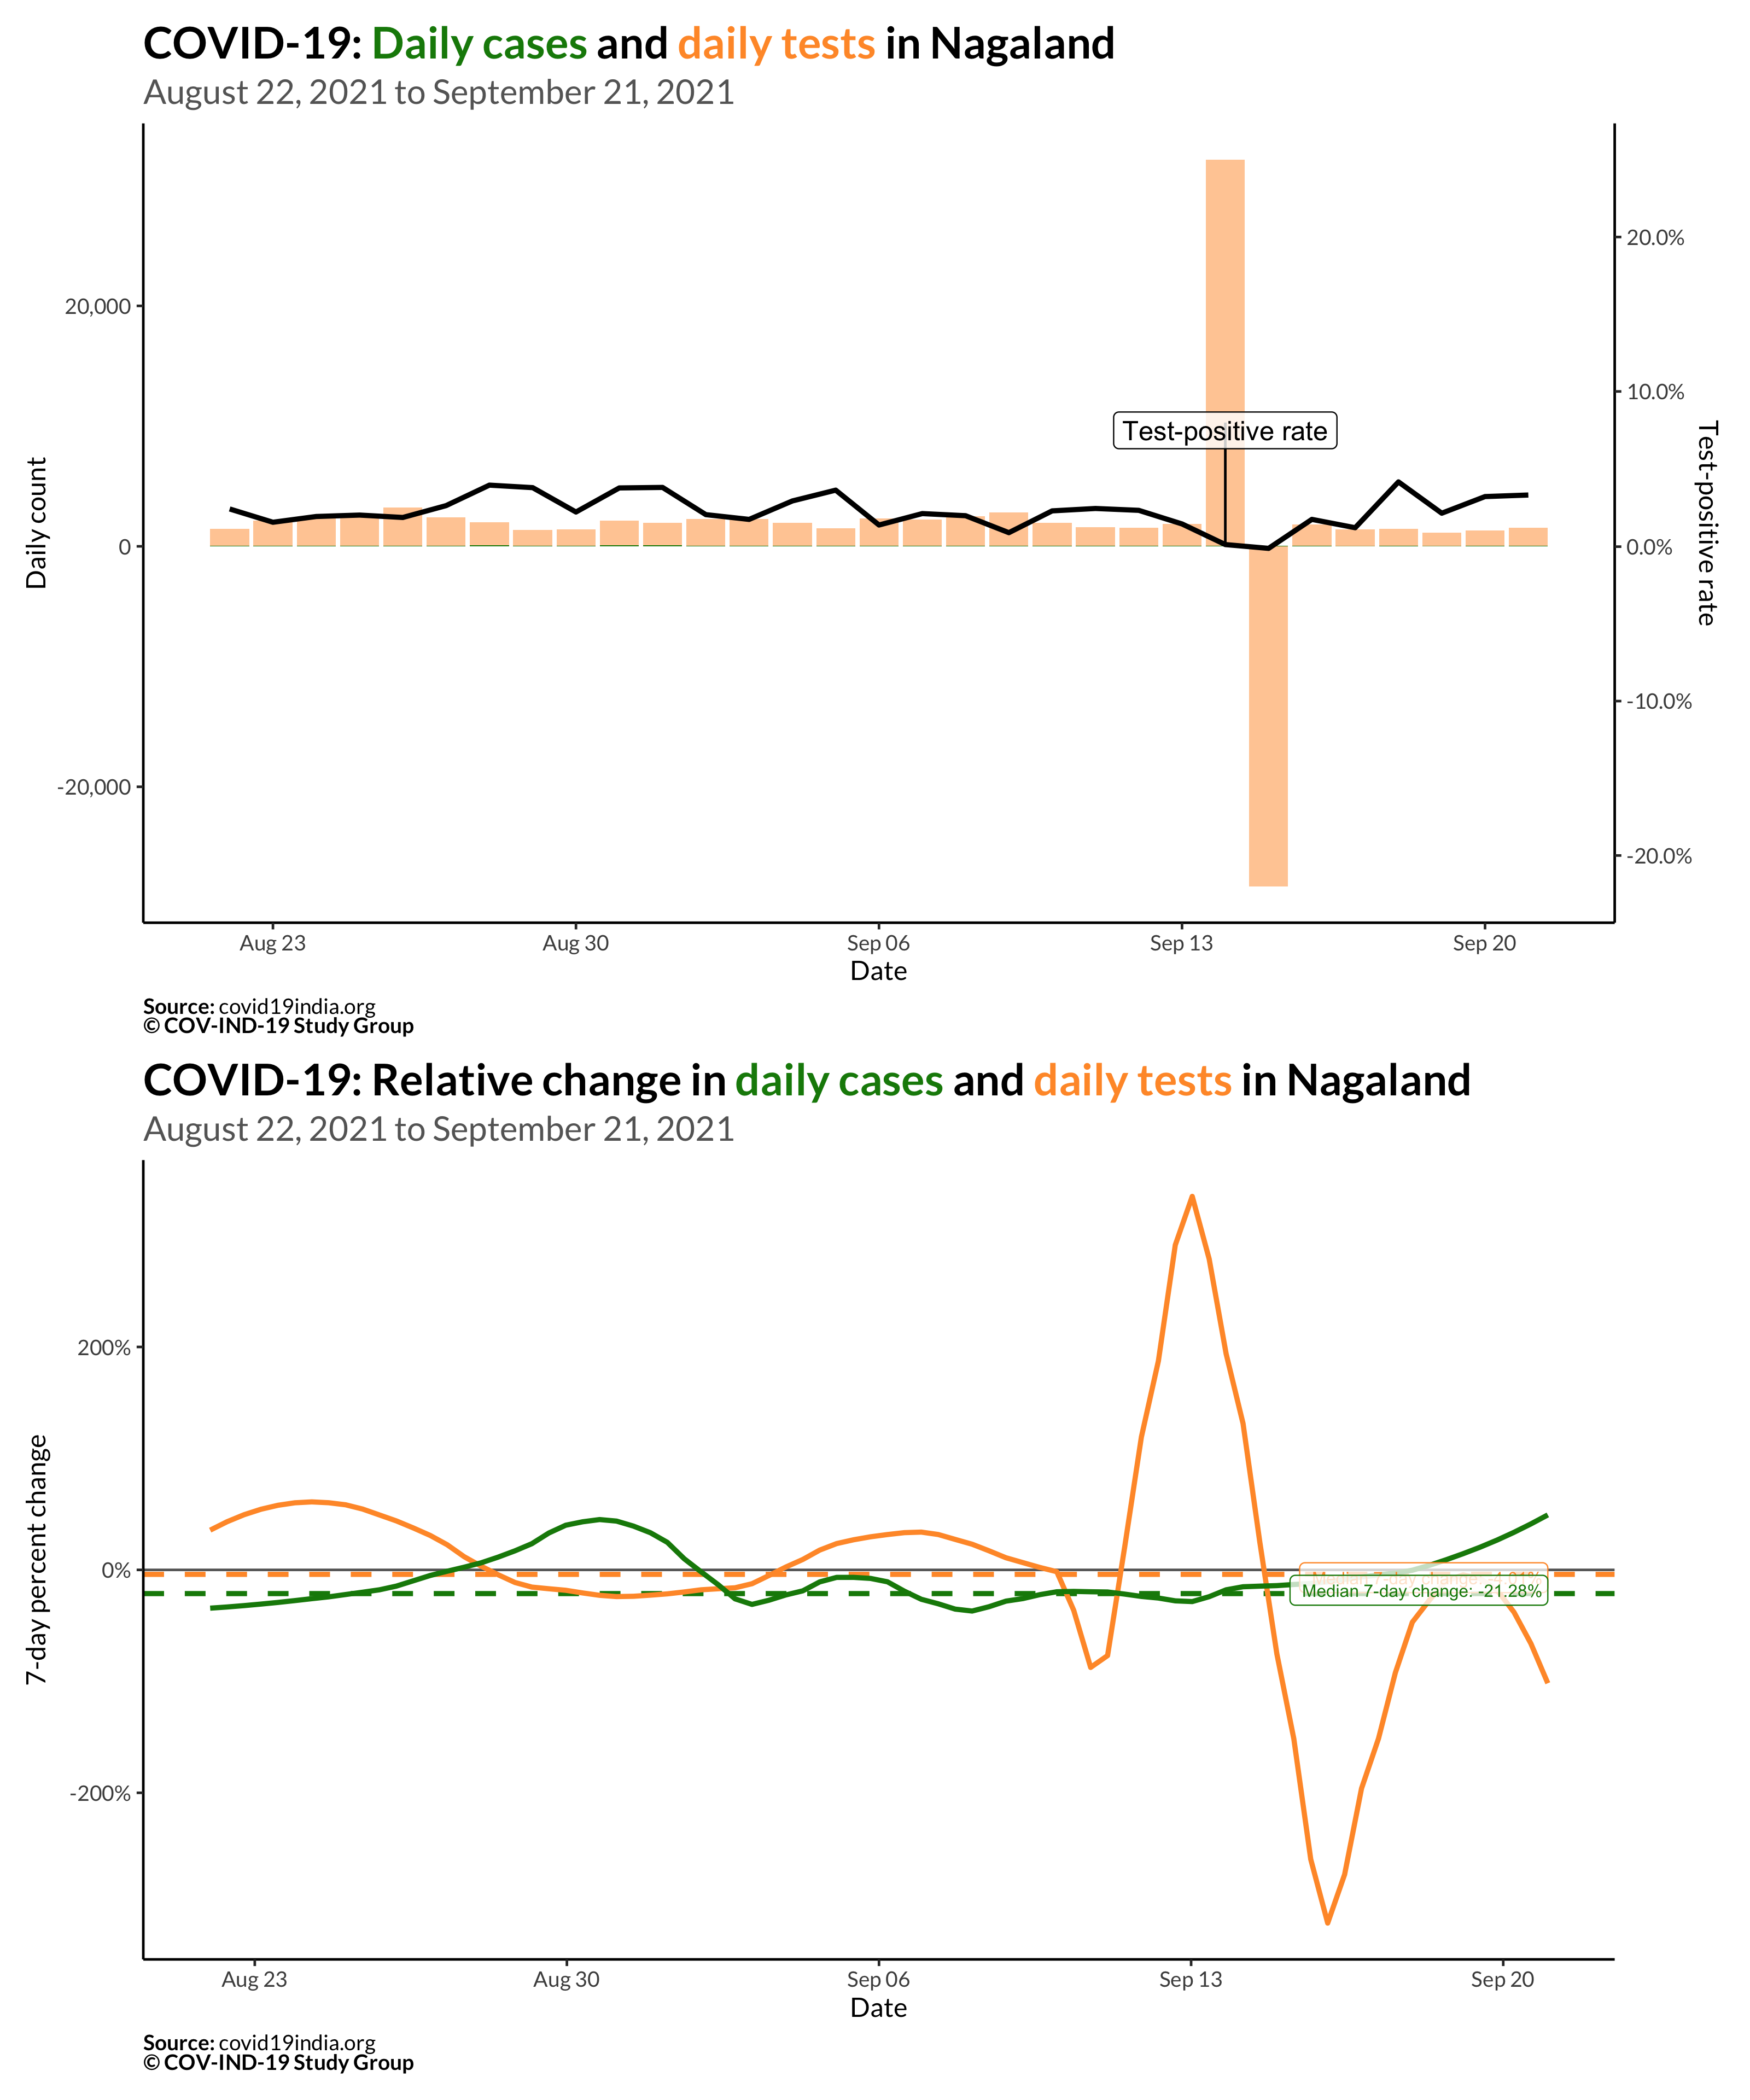 COVID-19: Daily cases and daily tests in Nagaland
August 22, 2021 to September 21, 2021
20,000
0
-20,000
Daily count
20.0%
10.0%
0.0%
-10.0%
-20.0%
Test-positive rate
Test-positive rate
Aug 23
Aug 30
Sep 06
Sep 13
Sep 20
Date
Source: covid19india.org
© COV-IND-19 Study Group
COVID-19: Relative change in daily cases and daily tests in Nagaland
August 22, 2021 to September 21, 2021
200%
0%
-200%
7-day percent change
Median 7-day change:
Median 7-day change: -21.28%
Aug 23
Aug 30
Sep 06
Sep 13
Sep 20
Date
Source: covid19india.org
© COV-IND-19 Study Group